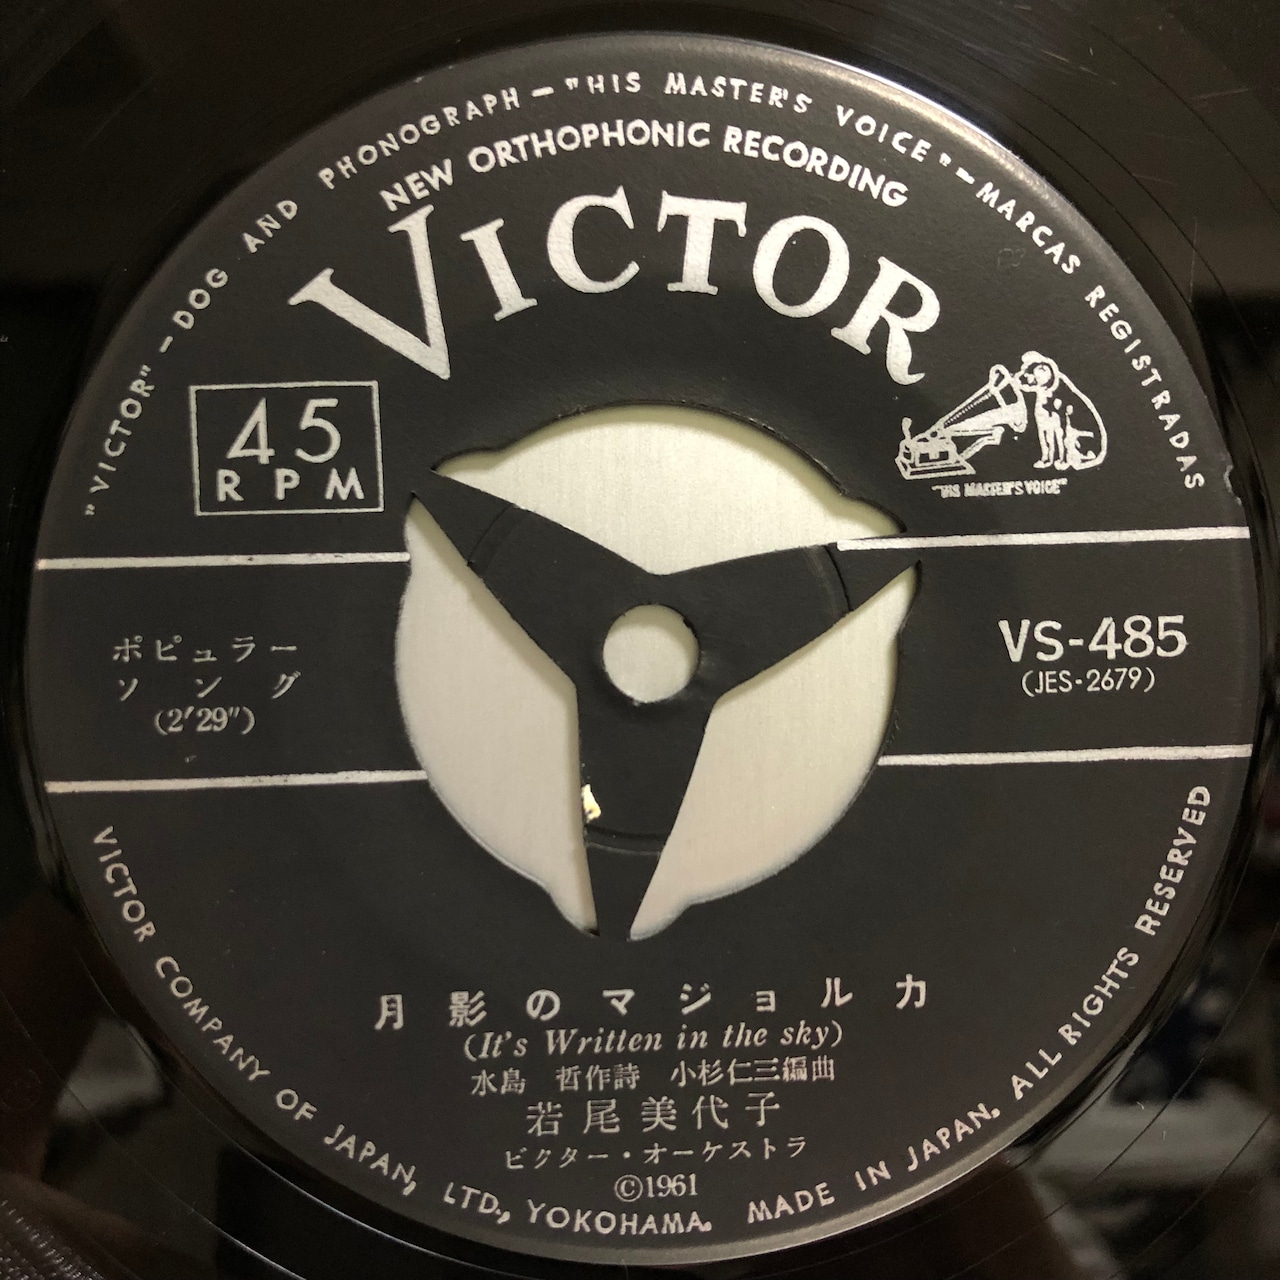 "VICTOR" - DOG AND PHONOGRAPH - "HIS MASTER'S VOICE" - MARCAS REGISTRADAS
NEW ORTHOPHONIC RECORDING
VICTOR
45
RPM
"HIS MASTER'S VOICE"
ポピュラー
ソング
(2′29″)
VS-485
(JES-2679)
月影のマジョルカ
(It's Written in the sky)
水島 哲作詩 小杉仁三編曲
若尾美代子
ビクター・オーケストラ
©1961
VICTOR COMPANY OF JAPAN, LTD., YOKOHAMA. MADE IN JAPAN. ALL RIGHTS RESERVED